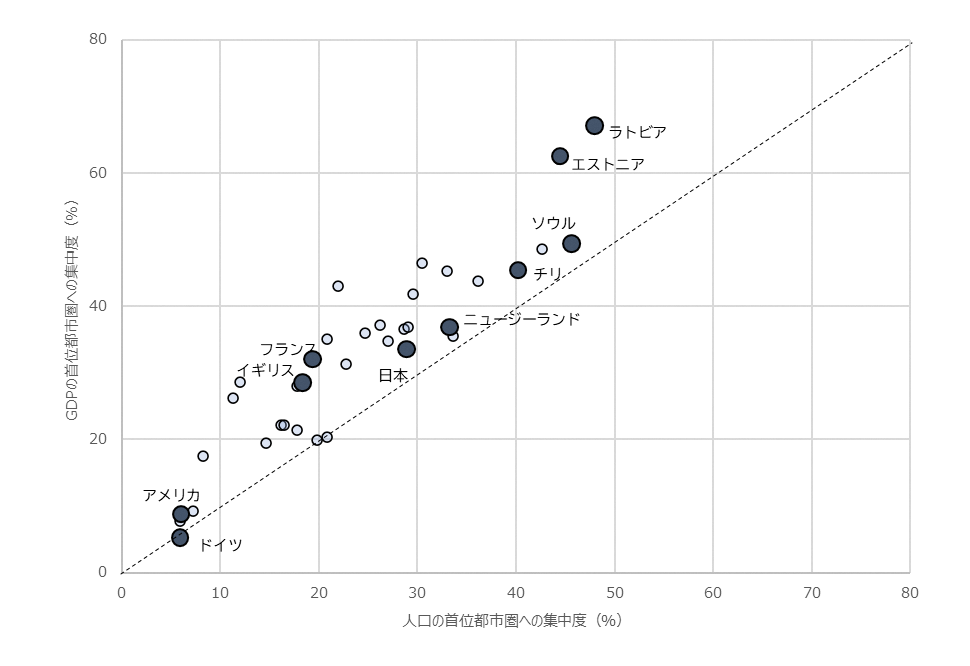 80
60
40
20
0
GDPの首位都市圏への集中度（%）
ラトビア
エストニア
ソウル
チリ
ニュージーランド
フランス
イギリス
日本
アメリカ
ドイツ
0 10 20 30 40 50 60 70 80
人口の首位都市圏への集中度（%）